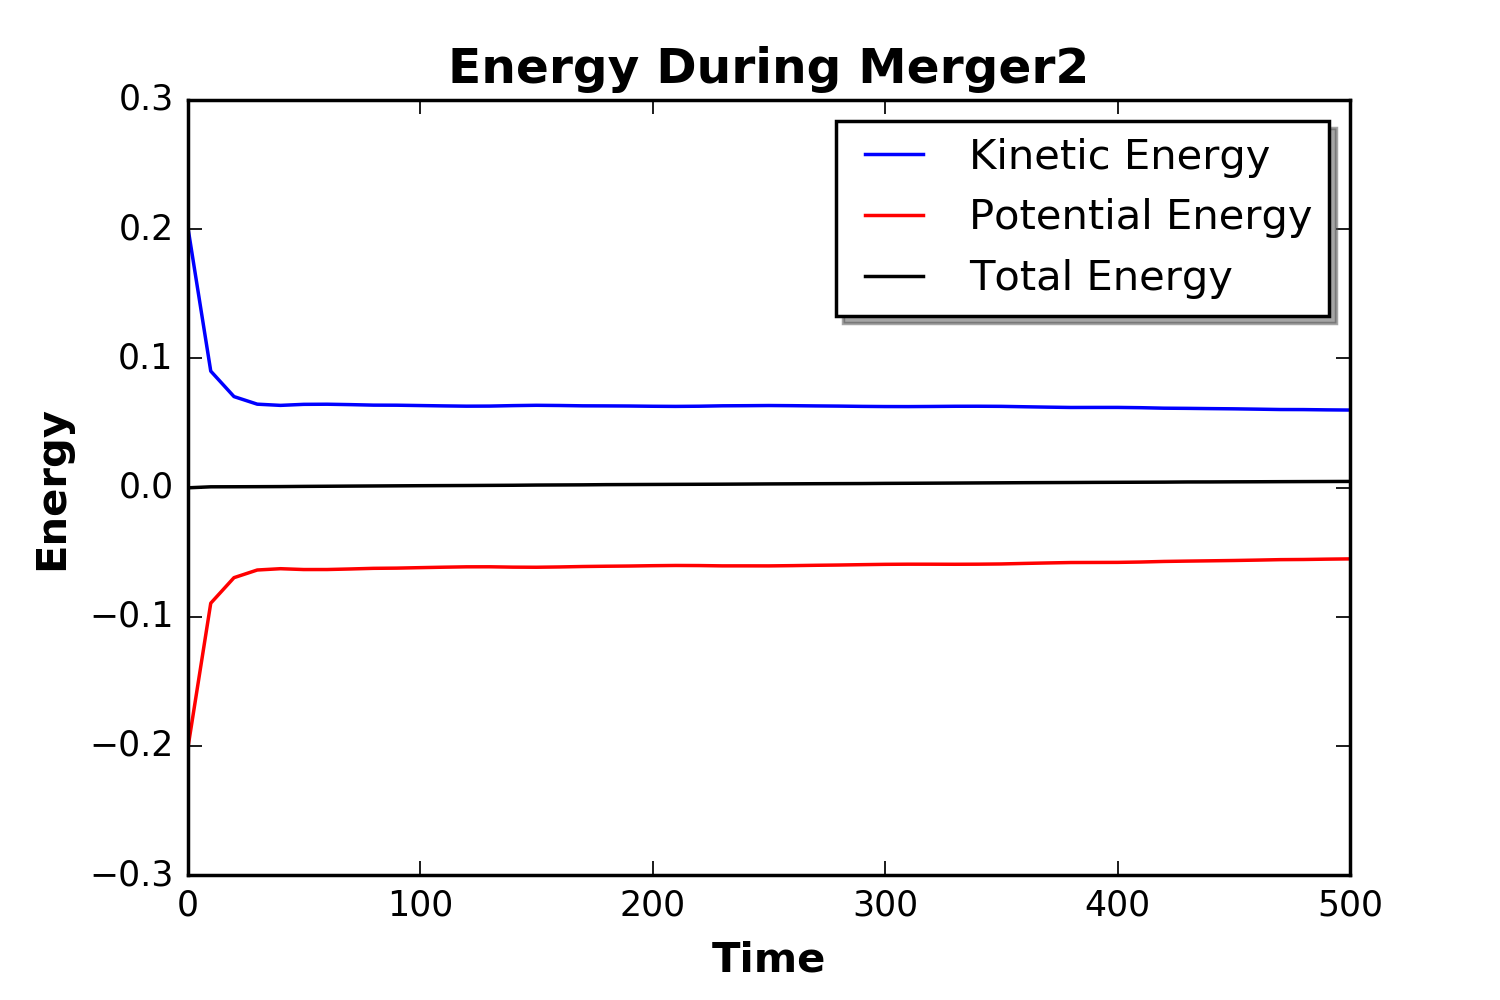 Energy During Merger2
0.3
0.2
0.1
0.0
−0.1
−0.2
−0.3
Energy
Kinetic Energy
Potential Energy
Total Energy
0 100 200 300 400 500
Time